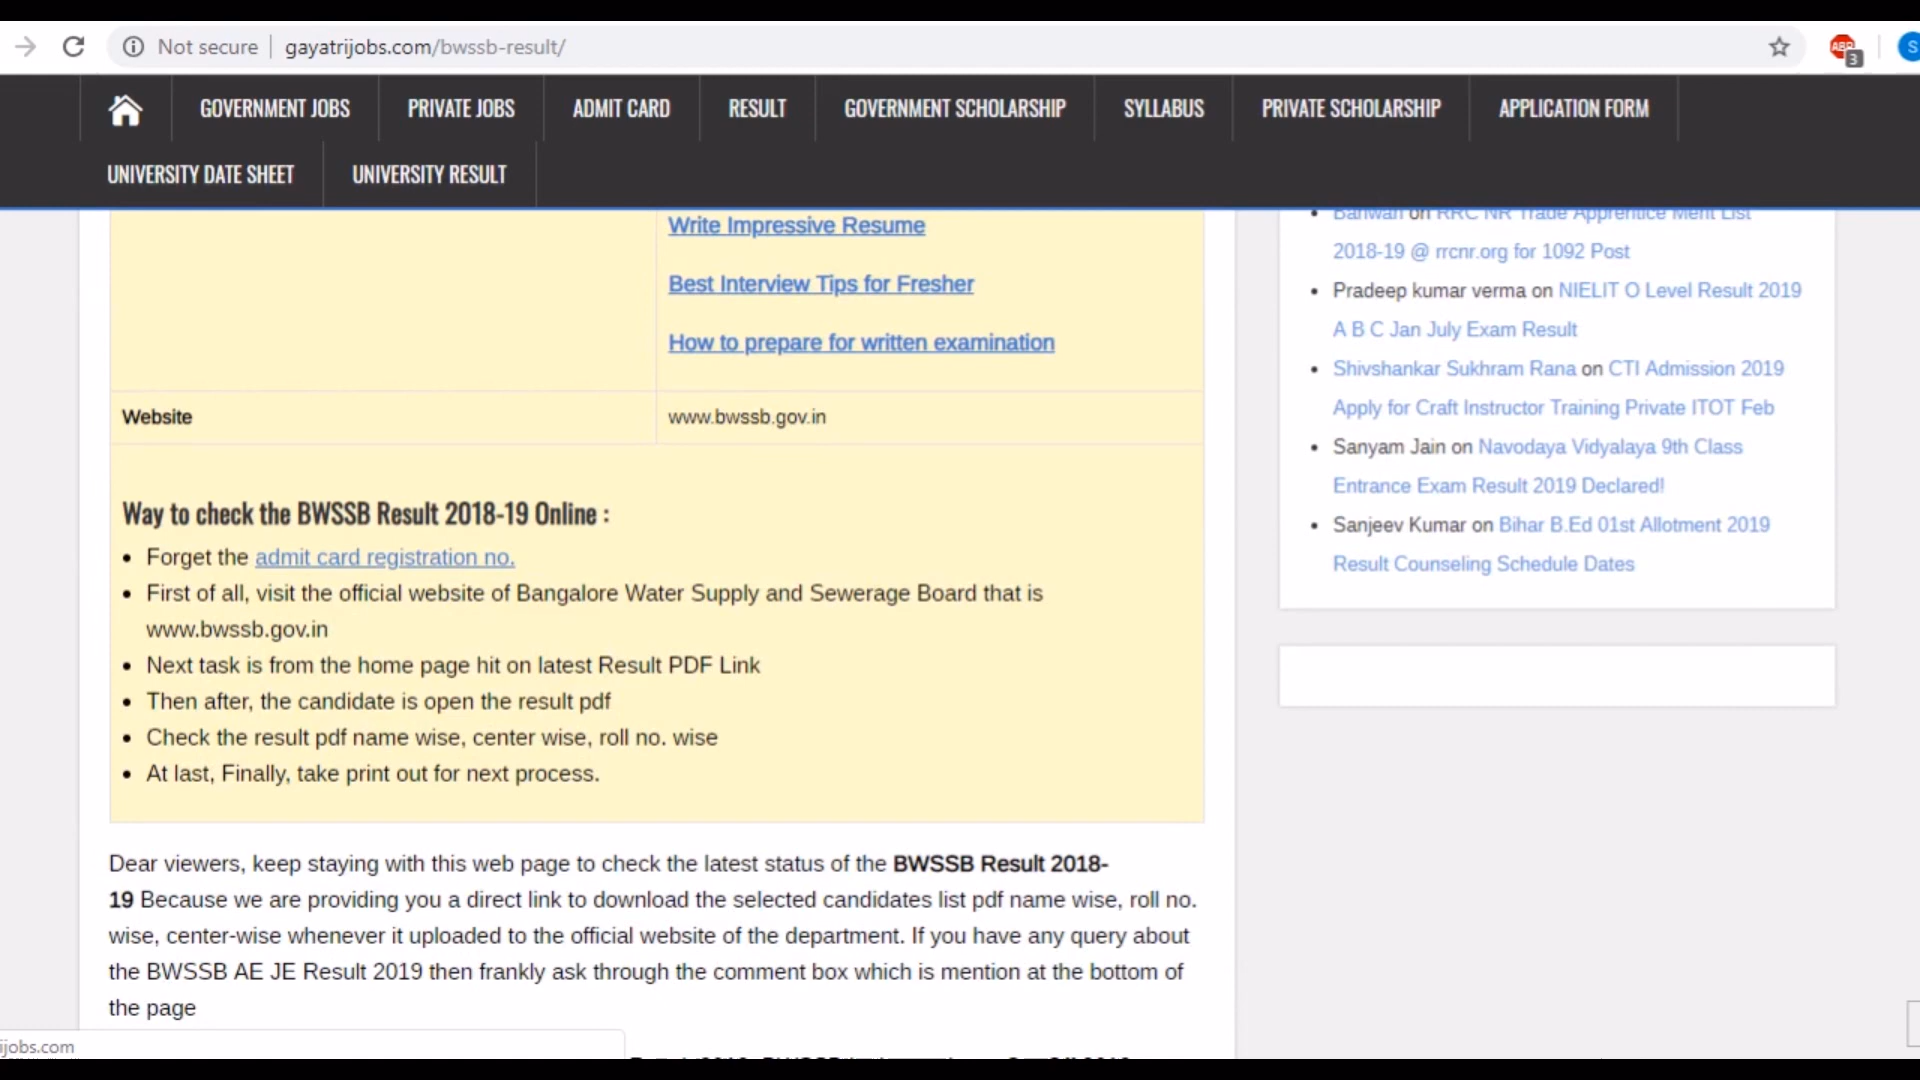 Not secure
gayatrijobs.com/bwssb-result/
ABP
3
S
GOVERNMENT JOBS
PRIVATE JOBS
ADMIT CARD
RESULT
GOVERNMENT SCHOLARSHIP
SYLLABUS
PRIVATE SCHOLARSHIP
APPLICATION FORM
UNIVERSITY DATE SHEET
UNIVERSITY RESULT
Write Impressive Resume
Best Interview Tips for Fresher
How to prepare for written examination
Website
www.bwssb.gov.in
Way to check the BWSSB Result 2018-19 Online :
Forget the admit card registration no.
First of all, visit the official website of Bangalore Water Supply and Sewerage Board that is
www.bwssb.gov.in
Next task is from the home page hit on latest Result PDF Link
Then after, the candidate is open the result pdf
Check the result pdf name wise, center wise, roll no. wise
At last, Finally, take print out for next process.
Dear viewers, keep staying with this web page to check the latest status of the BWSSB Result 2018-
19 Because we are providing you a direct link to download the selected candidates list pdf name wise, roll no.
wise, center-wise whenever it uploaded to the official website of the department. If you have any query about
the BWSSB AE JE Result 2019 then frankly ask through the comment box which is mention at the bottom of
the page
on RRC NR Trade Apprentice Merit List
2018-19 @ rrcnr.org for 1092 Post
Pradeep kumar verma on NIELIT O Level Result 2019
A B C Jan July Exam Result
Shivshankar Sukhram Rana on CTI Admission 2019
Apply for Craft Instructor Training Private ITOT Feb
Sanyam Jain on Navodaya Vidyalaya 9th Class
Entrance Exam Result 2019 Declared!
Sanjeev Kumar on Bihar B.Ed 01st Allotment 2019
Result Counseling Schedule Dates
ijobs.com